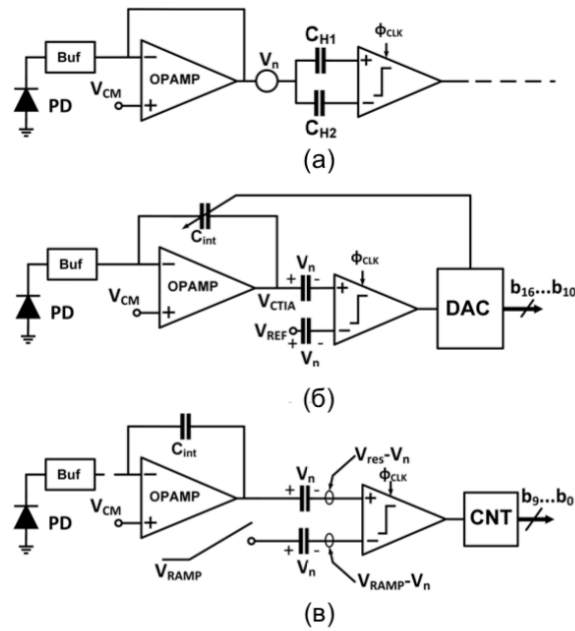 Buf
OPAMP
V_n
C_H1
ϕ_CLK
V_CM
PD
C_H2
(а)
C_int
Buf
OPAMP
V_n
ϕ_CLK
V_CM
V_CTIA
V_REF
V_n
PD
DAC
b_16...b_10
(б)
C_int
V_res-V_n
Buf
OPAMP
V_n
ϕ_CLK
V_CM
PD
CNT
b_9...b_0
V_RAMP
V_n
V_RAMP-V_n
(в)